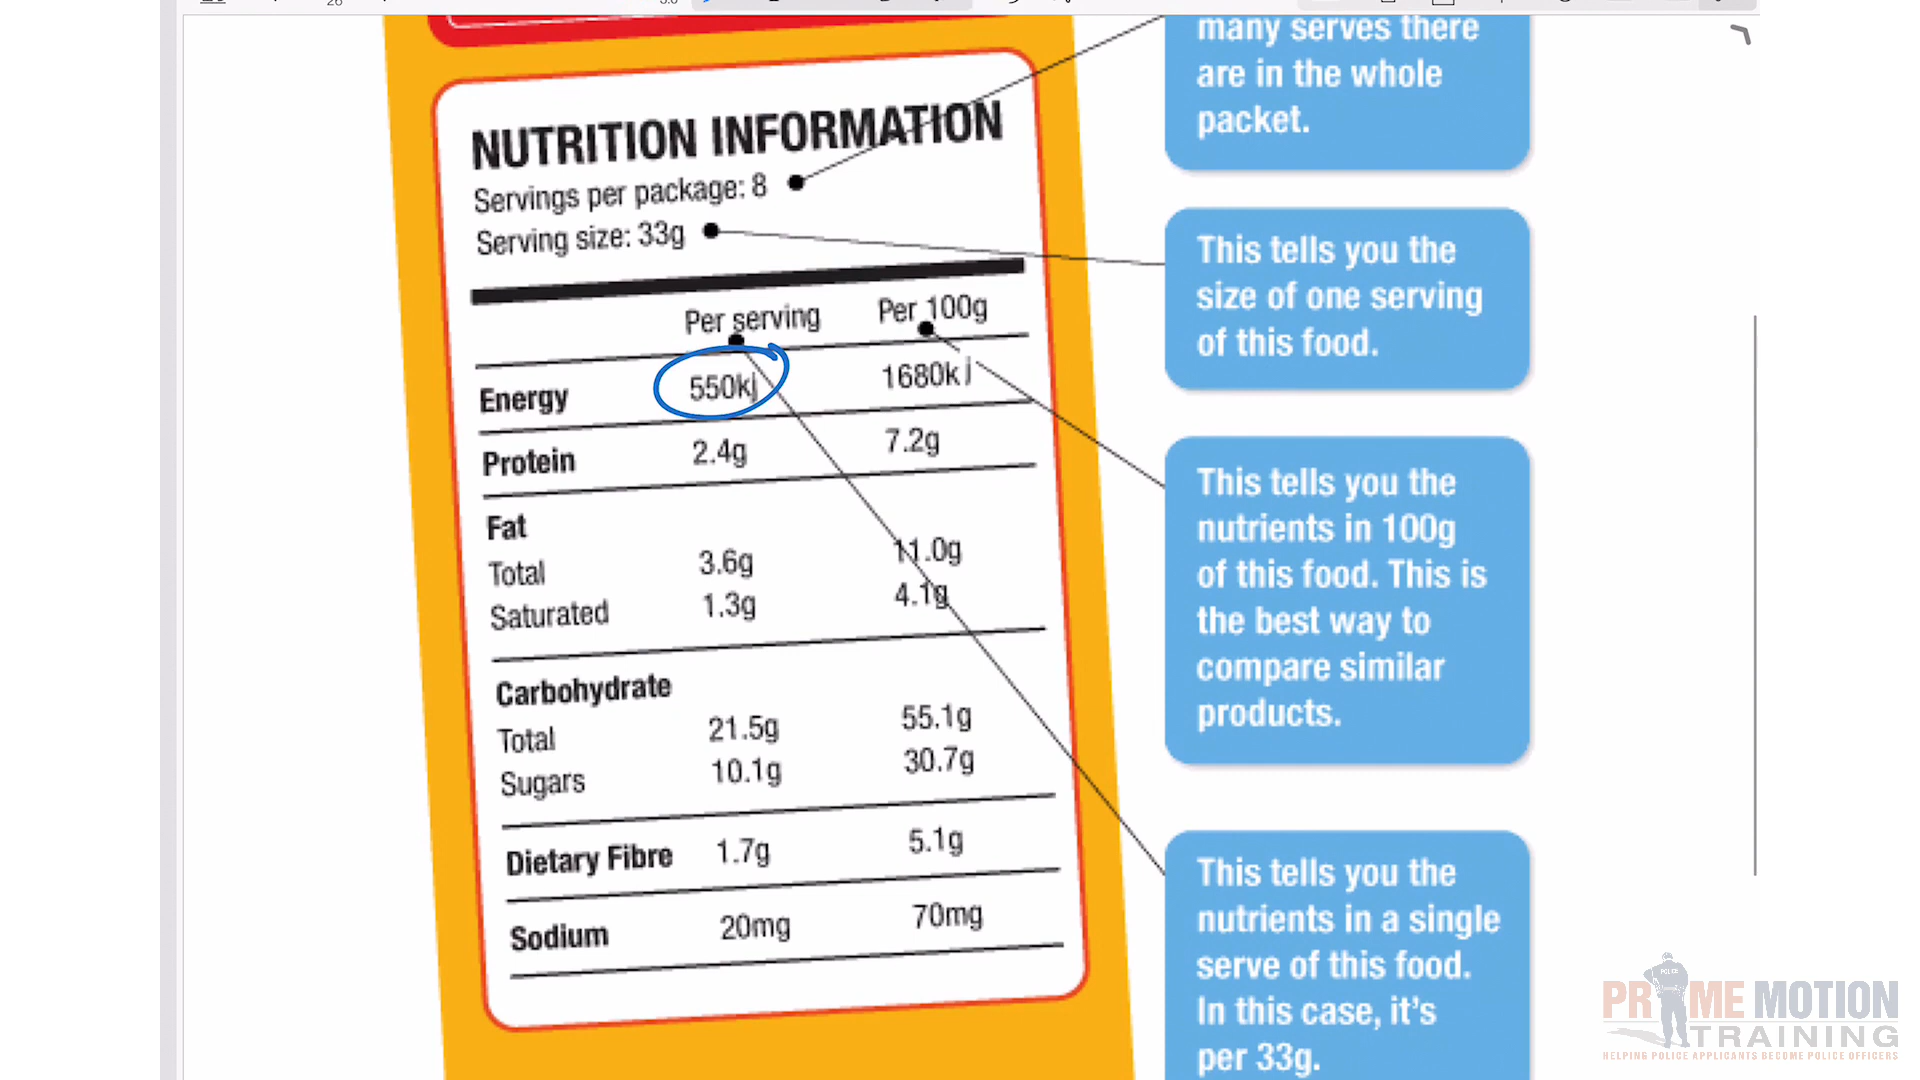 many serves there
are in the whole
packet.
NUTRITION INFORMATION
Servings per package: 8
Serving size: 33g
This tells you the
size of one serving
of this food.
Per serving Per 100g
Energy 550kj 1680kj
Protein 2.4g 7.2g
Fat
Total 3.6g 11.0g
Saturated 1.3g 4.1g
Carbohydrate
Total 21.5g 55.1g
Sugars 10.1g 30.7g
Dietary Fibre 1.7g 5.1g
Sodium 20mg 70mg
This tells you the
nutrients in 100g
of this food. This is
the best way to
compare similar
products.
This tells you the
nutrients in a single
serve of this food.
In this case, it's
per 33g.
POLICE
PRIME MOTION
TRAINING
HELPING POLICE APPLICANTS BECOME POLICE OFFICERS